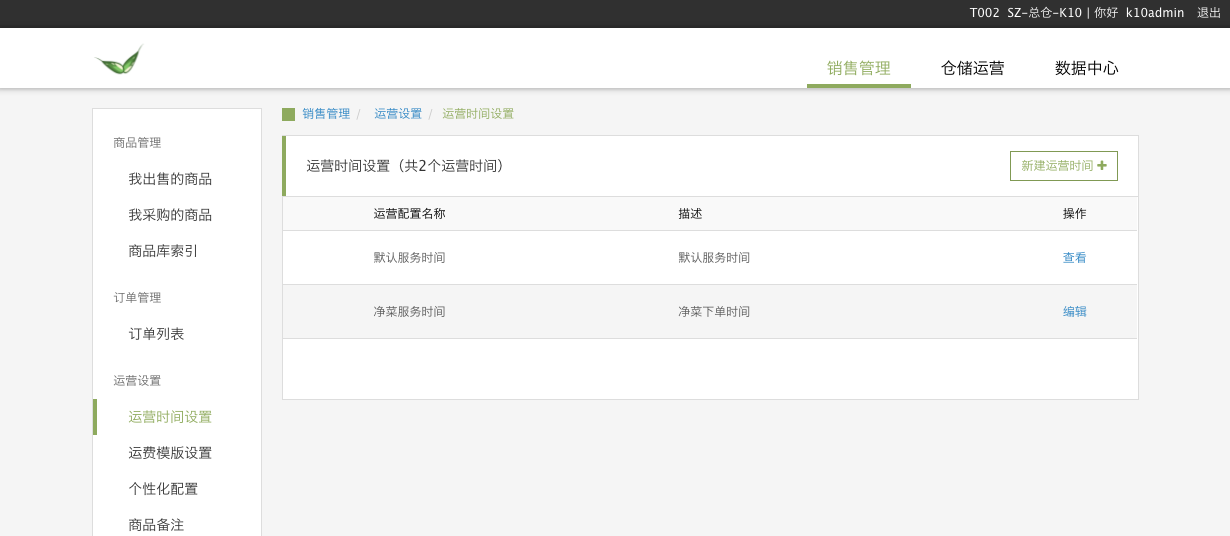 T002 SZ-总仓-K10 | 你好 k10admin 退出
销售管理 仓储运营 数据中心
商品管理
我出售的商品
我采购的商品
商品库索引
订单管理
订单列表
运营设置
运营时间设置
运费模版设置
个性化配置
商品备注
销售管理 / 运营设置 / 运营时间设置
运营时间设置（共2个运营时间）
新建运营时间
运营配置名称 描述 操作
默认服务时间 默认服务时间 查看
净菜服务时间 净菜下单时间 编辑